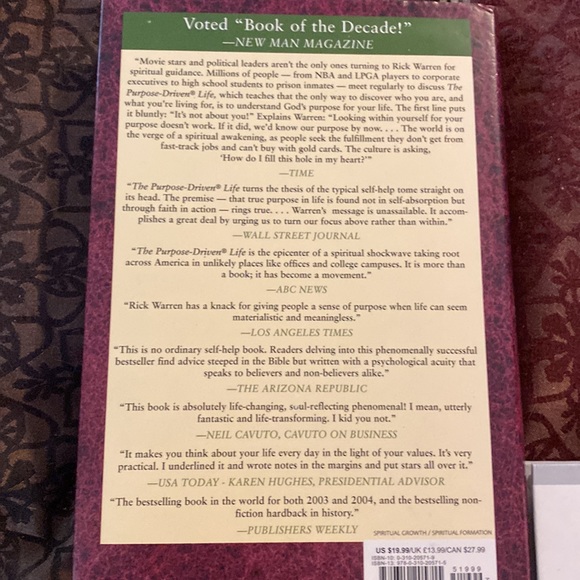 Voted “Book of the Decade!”
—NEW MAN MAGAZINE
“Movie stars and political leaders aren’t the only ones turning to Rick Warren for
spiritual guidance. Millions of people — from NBA and LPGA players to corporate
executives to high school students to prison inmates — meet regularly to discuss The
Purpose-Driven® Life, which teaches that the only way to discover who you are, and
what you’re living for, is to understand God’s purpose for your life. The first line puts
it bluntly: “It’s not about you!” Explains Warren: “Looking within yourself for your
purpose doesn’t work. If it did, we’d know our purpose by now. . . . The world is on
the verge of a spiritual awakening, as people seek the fulfillment they don’t get from
fast-track jobs and can’t buy with gold cards. The culture is asking,
‘How do I fill this hole in my heart?’”
—TIME
“The Purpose-Driven® Life turns the thesis of the typical self-help tome straight on
its head. The premise — that true purpose in life is found not in self-absorption but
through faith in action — rings true. . . . Warren’s message is unassailable. It accom-
plishes a great deal by urging us to turn our focus above rather than within.”
—WALL STREET JOURNAL
“The Purpose-Driven® Life is the epicenter of a spiritual shockwave taking root
across America in unlikely places like offices and college campuses. It is more than
a book; it has become a movement.”
—ABC NEWS
“Rick Warren has a knack for giving people a sense of purpose when life can seem
materialistic and meaningless.”
—LOS ANGELES TIMES
“This is no ordinary self-help book. Readers delving into this phenomenally successful
bestseller find advice steeped in the Bible but written with a psychological acuity that
speaks to believers and non-believers alike.”
—THE ARIZONA REPUBLIC
“This book is absolutely life-changing, soul-reflecting phenomenal! I mean, utterly
fantastic and life-transforming. I kid you not.”
—NEIL CAVUTO, CAVUTO ON BUSINESS
“It makes you think about your life every day in the light of your values. It’s very
practical. I underlined it and wrote notes in the margins and put stars all over it.”
—USA TODAY - KAREN HUGHES, PRESIDENTIAL ADVISOR
“The bestselling book in the world for both 2003 and 2004, and the bestselling non-
fiction hardback in history.”
—PUBLISHERS WEEKLY
SPIRITUAL GROWTH / SPIRITUAL FORMATION
US $19.99/UK £13.99/CAN $27.99
ISBN-10: 0-310-20571-9
ISBN-13: 978-0-310-20571-5
51999